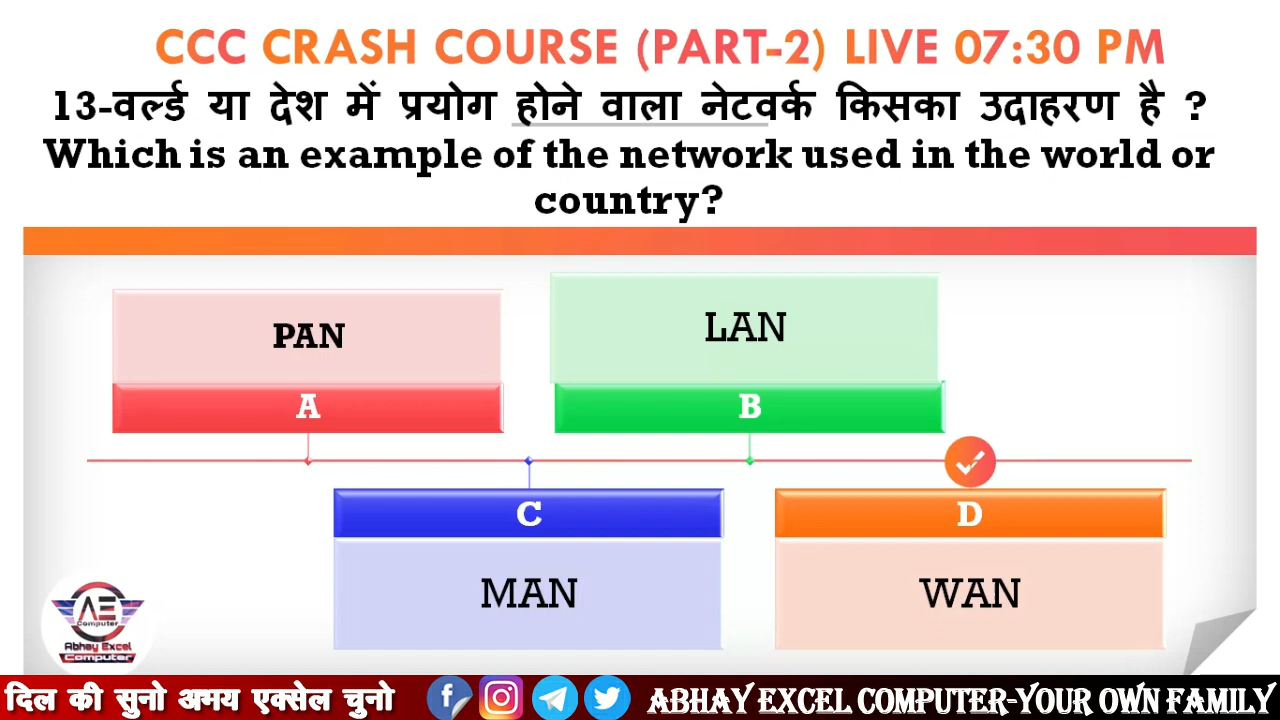 CCC CRASH COURSE (PART-2) LIVE 07:30 PM
13-वर्ल्ड या देश में प्रयोग होने वाला नेटवर्क किसका उदाहरण है ?
Which is an example of the network used in the world or
country?
PAN
A
LAN
B
C
MAN
D
WAN
AE
Computer
Abhay Excel
Computer
दिल की सुनो अभय एक्सेल चुनो
ABHAY EXCEL COMPUTER-YOUR OWN FAMILY